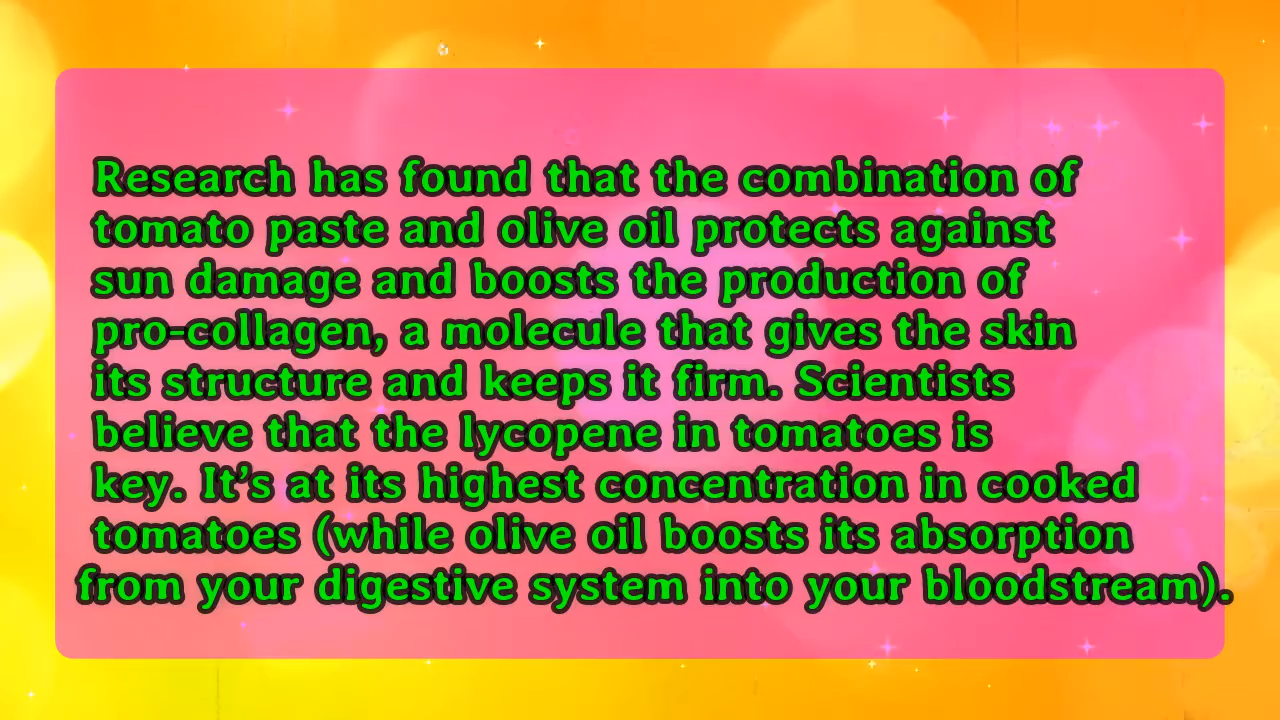 Research has found that the combination of
tomato paste and olive oil protects against
sun damage and boosts the production of
pro-collagen, a molecule that gives the skin
its structure and keeps it firm. Scientists
believe that the lycopene in tomatoes is
key. It’s at its highest concentration in cooked
tomatoes (while olive oil boosts its absorption
from your digestive system into your bloodstream).